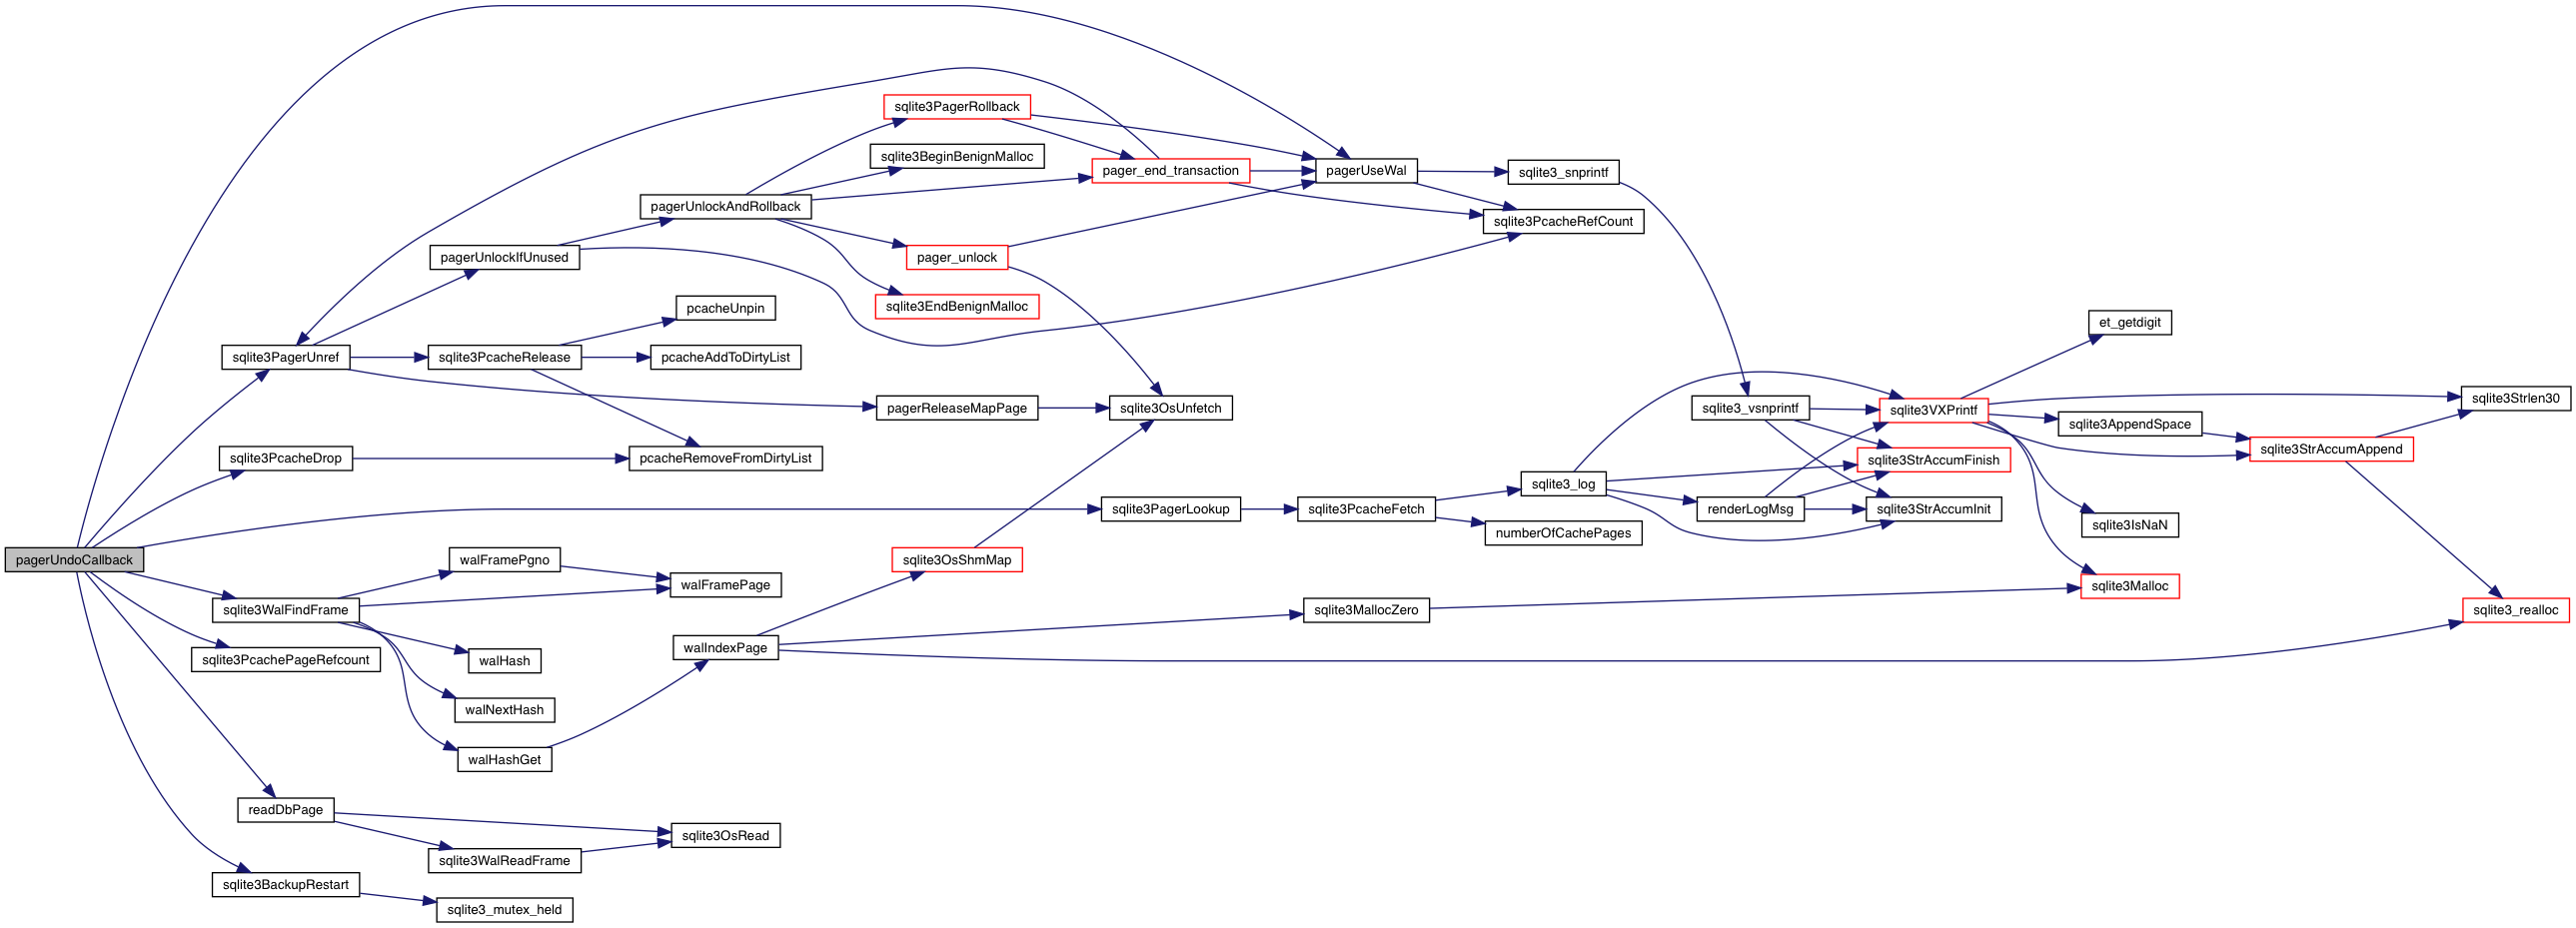 pagerUndoCallback
pagerUseWal
sqlite3_snprintf
sqlite3PcacheRefCount
sqlite3PagerRollback
sqlite3BeginBenignMalloc
pager_end_transaction
pagerUnlockAndRollback
pager_unlock
sqlite3EndBenignMalloc
pagerUnlockIfUnused
sqlite3PagerUnref
sqlite3PcacheRelease
pcacheUnpin
pcacheAddToDirtyList
pcacheRemoveFromDirtyList
pagerReleaseMapPage
sqlite3OsUnfetch
sqlite3PcacheDrop
sqlite3PagerLookup
sqlite3PcacheFetch
sqlite3_log
numberOfCachePages
renderLogMsg
sqlite3_vsnprintf
sqlite3VXPrintf
sqlite3StrAccumFinish
sqlite3StrAccumInit
et_getdigit
sqlite3AppendSpace
sqlite3StrAccumAppend
sqlite3Strlen30
sqlite3IsNaN
sqlite3Malloc
sqlite3_realloc
sqlite3WalFindFrame
walFramePgno
walFramePage
walHash
walNextHash
walHashGet
walIndexPage
sqlite3OsShmMap
sqlite3MallocZero
sqlite3PcachePageRefcount
readDbPage
sqlite3OsRead
sqlite3WalReadFrame
sqlite3BackupRestart
sqlite3_mutex_held